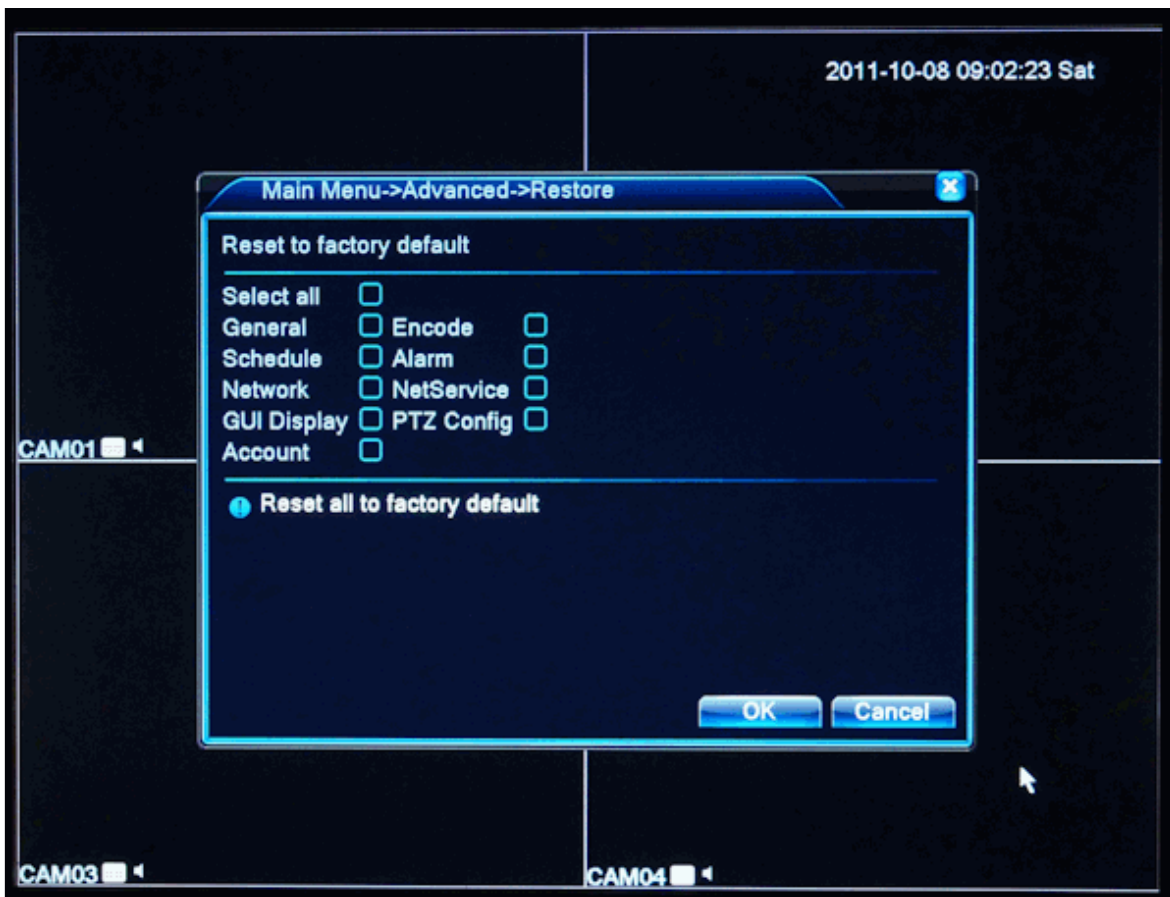 2011-10-08 09:02:23 Sat
Main Menu->Advanced->Restore
Reset to factory default
Select all
General Encode
Schedule Alarm
Network NetService
GUI Display PTZ Config
Account
CAM01
Reset all to factory default
OK Cancel
CAM03 CAM04